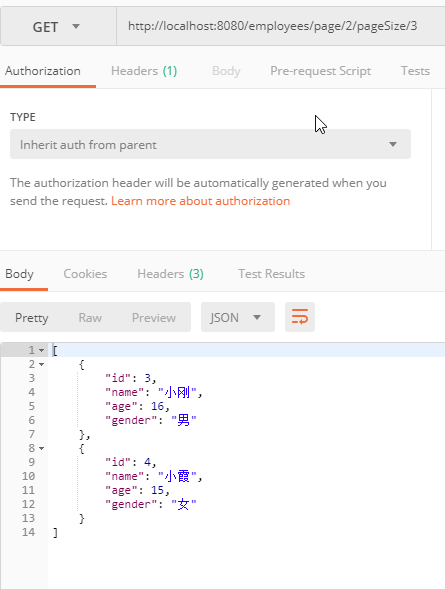 GET http://localhost:8080/employees/page/2/pageSize/3
Authorization Headers (1) Body Pre-request Script Tests
TYPE
Inherit auth from parent
The authorization header will be automatically generated when you
send the request. Learn more about authorization
Body Cookies Headers (3) Test Results
Pretty Raw Preview JSON
1 [
2 {
3 "id": 3,
4 "name": "小刚",
5 "age": 16,
6 "gender": "男"
7 },
8 {
9 "id": 4,
10 "name": "小霞",
11 "age": 15,
12 "gender": "女"
13 }
14 ]